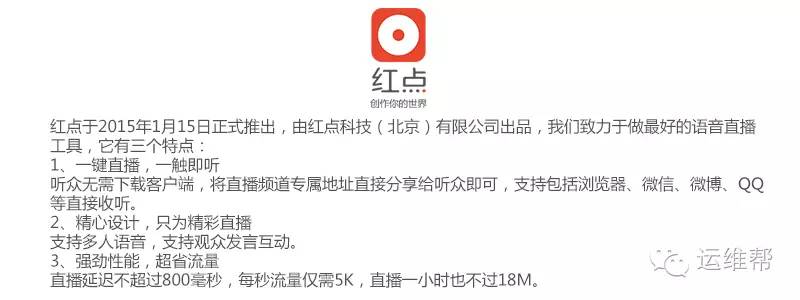 红点
创作你的世界
红点于2015年1月15日正式推出，由红点科技（北京）有限公司出品，我们致力于做最好的语音直播
工具，它有三个特点：
1、一键直播，一触即听
听众无需下载客户端，将直播频道专属地址直接分享给听众即可，支持包括浏览器、微信、微博、QQ
等直接收听。
2、精心设计，只为精彩直播
支持多人语音，支持观众发言互动。
3、强劲性能，超省流量
直播延迟不超过800毫秒，每秒流量仅需5K，直播一小时也不过18M。
运维帮